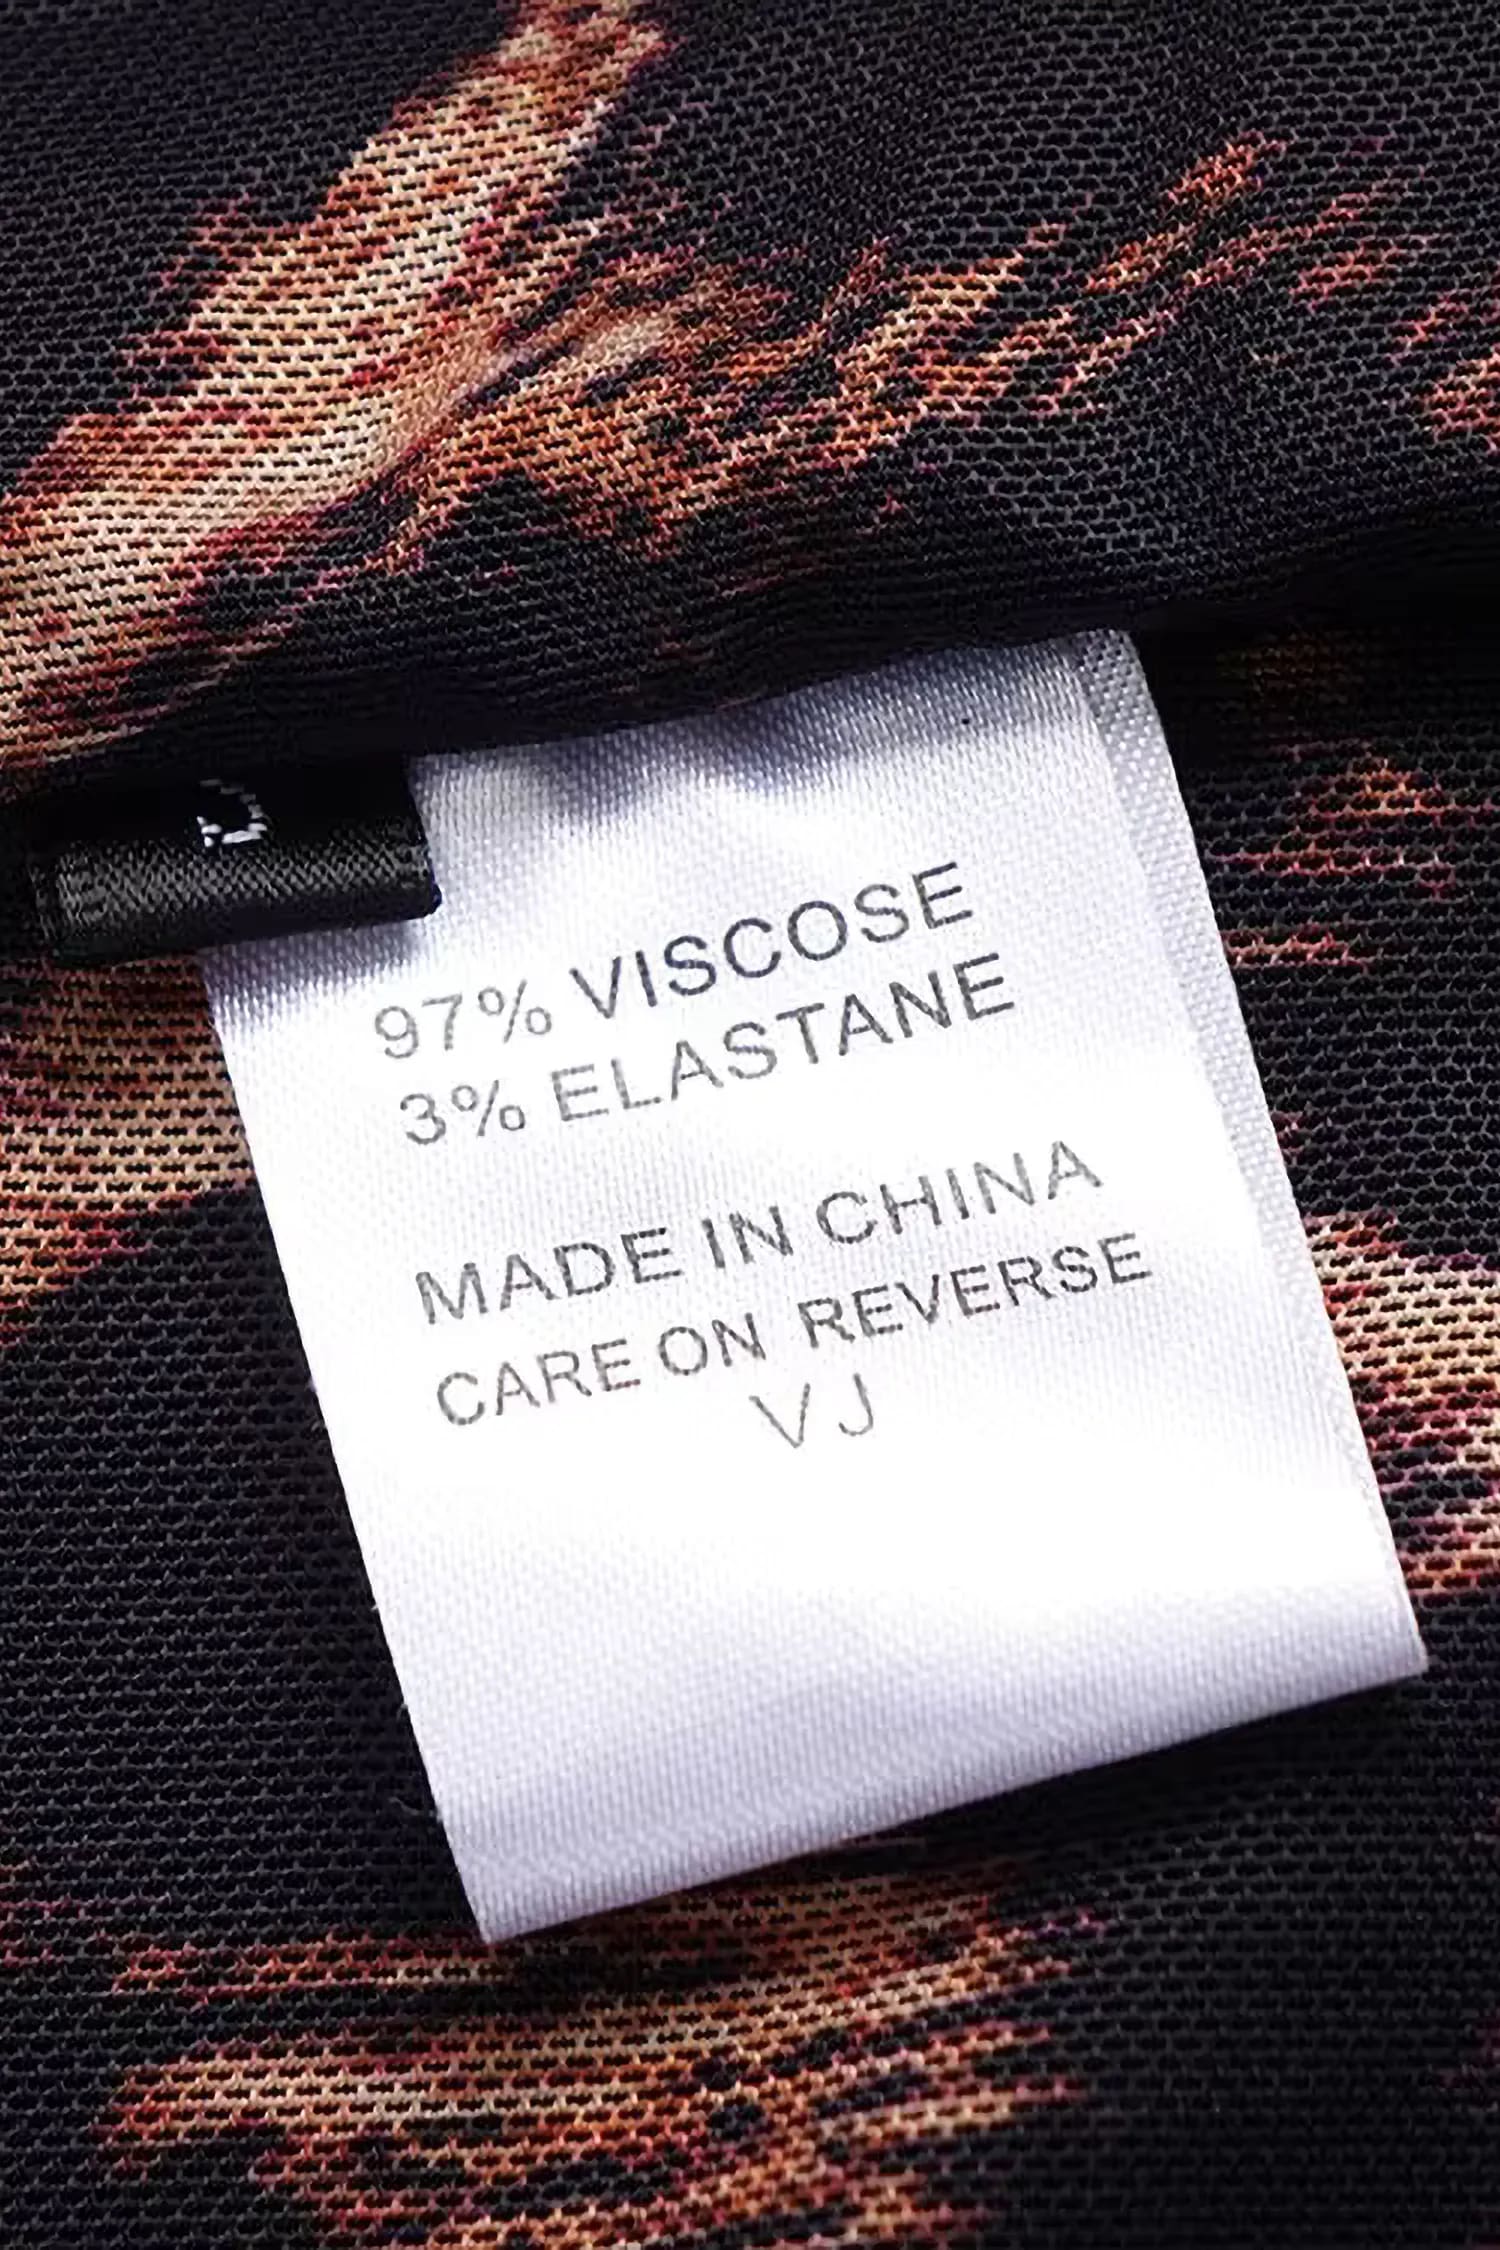 97% VISCOSE
3% ELASTANE
MADE IN CHINA
CARE ON REVERSE
VJ